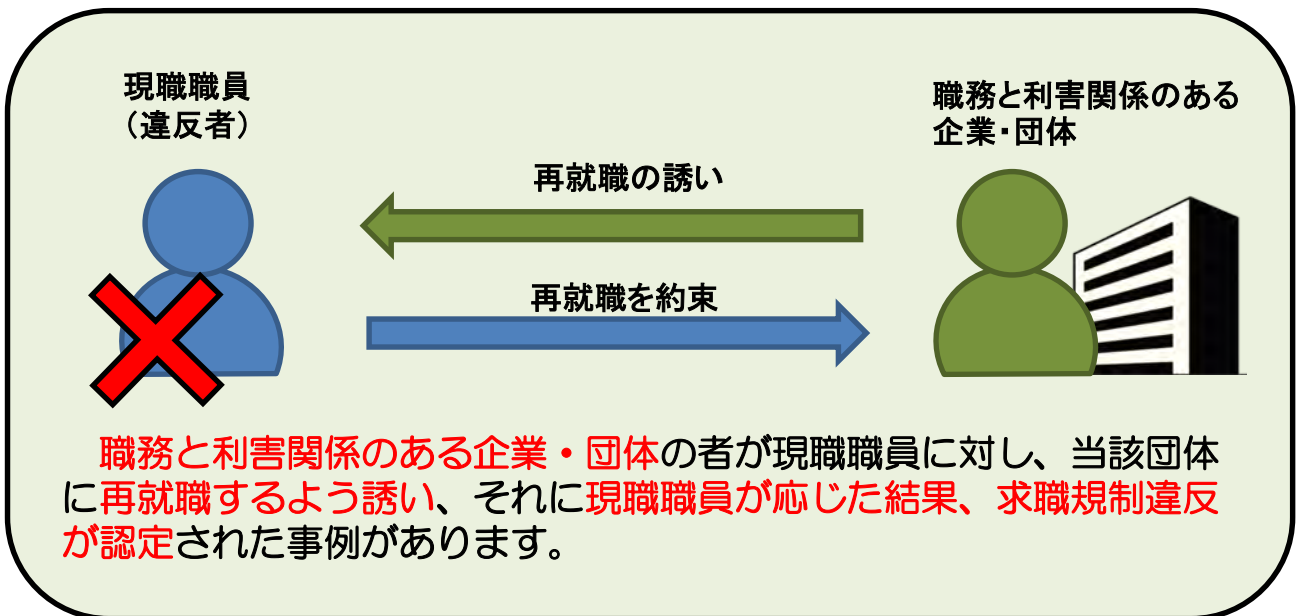 現職職員
（違反者）
職務と利害関係のある
企業・団体
再就職の誘い
再就職を約束
職務と利害関係のある企業・団体の者が現職職員に対し、当該団体
に再就職するよう誘い、それに現職職員が応じた結果、求職規制違反
が認定された事例があります。